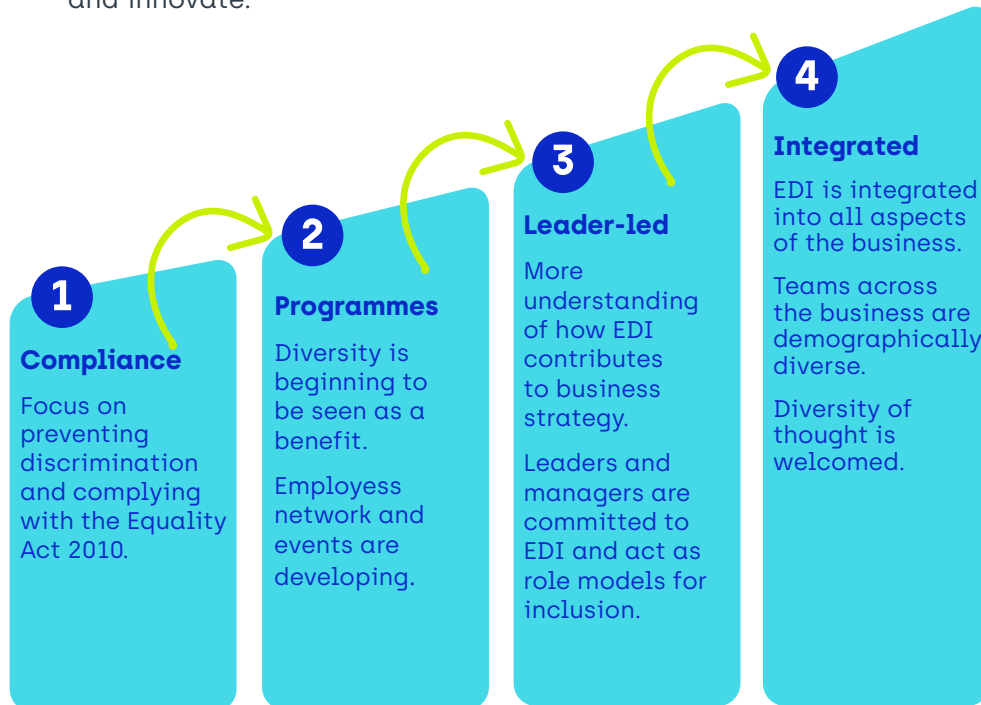 and innovate.
1
Compliance
Focus on
preventing
discrimination
and complying
with the Equality
Act 2010.
2
Programmes
Diversity is
beginning to
be seen as a
benefit.
Employess
network and
events are
developing.
3
Leader-led
More
understanding
of how EDI
contributes
to business
strategy.
Leaders and
managers are
committed to
EDI and act as
role models for
inclusion.
4
Integrated
EDI is integrated
into all aspects
of the business.
Teams across
the business are
demographically
diverse.
Diversity of
thought is
welcomed.